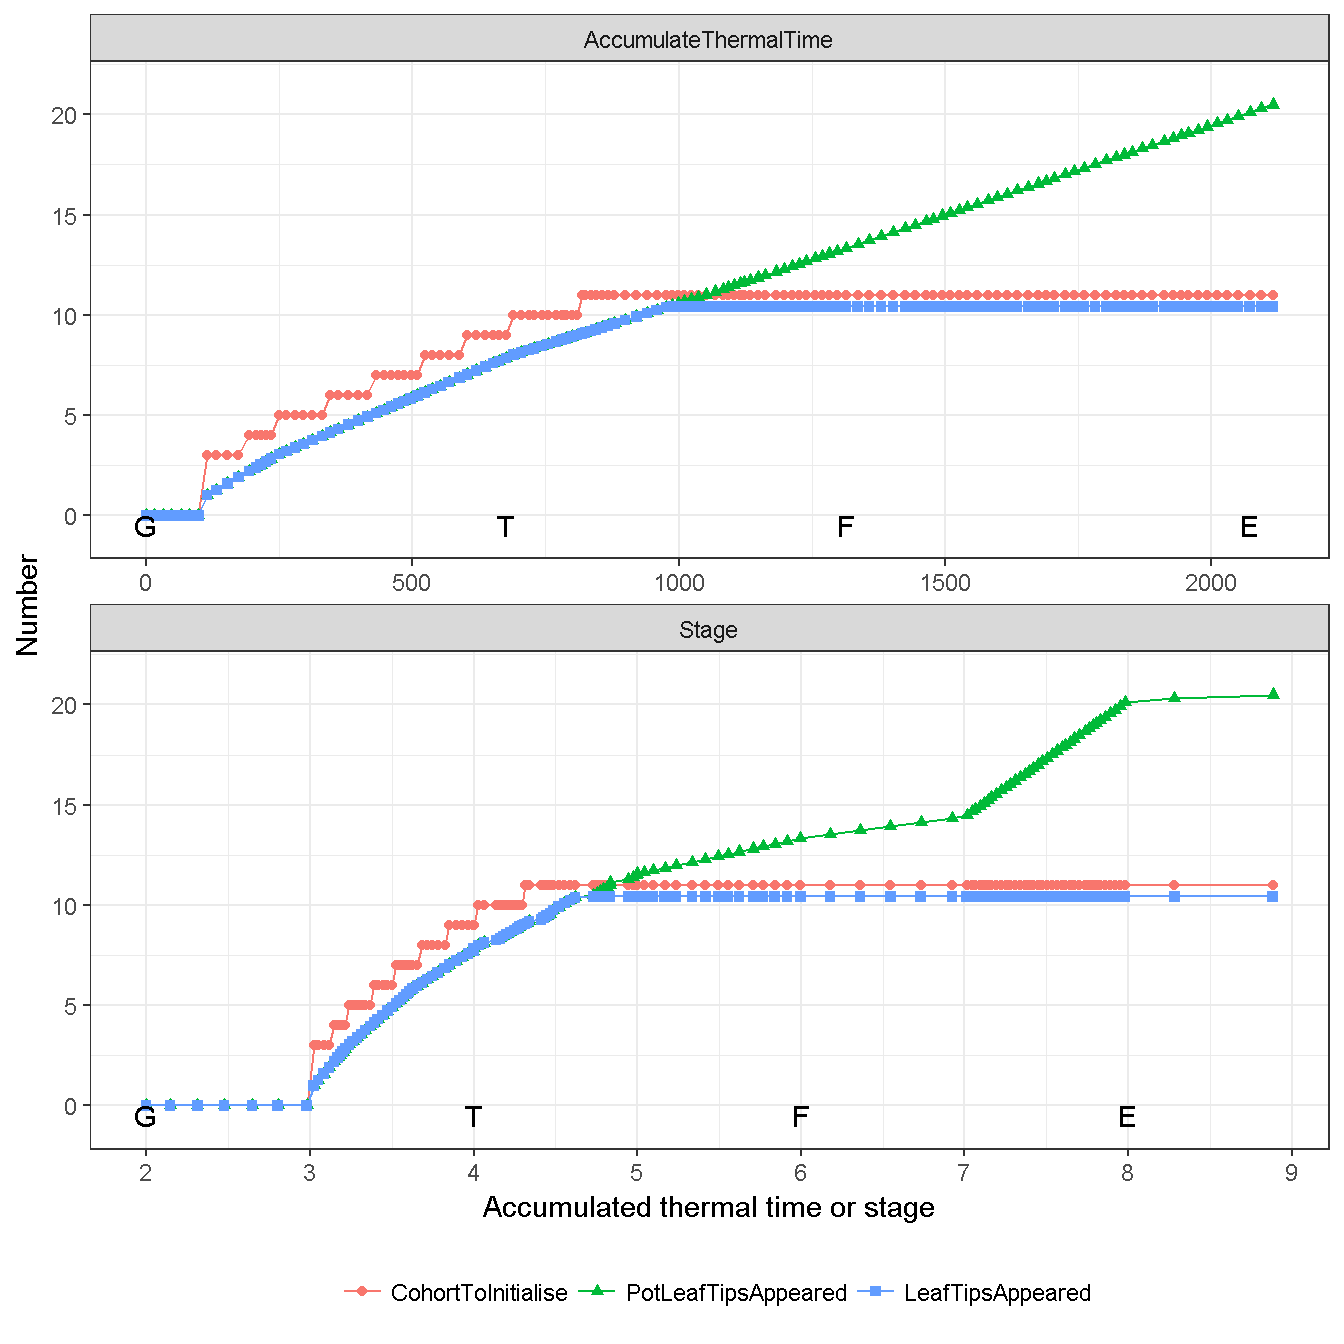 AccumulateThermalTime
20
15
10
5
0
G T F E
0 500 1000 1500 2000
Number
Stage
20
15
10
5
0
G T F E
2 3 4 5 6 7 8 9
Accumulated thermal time or stage
CohortToInitialise PotLeafTipsAppeared LeafTipsAppeared